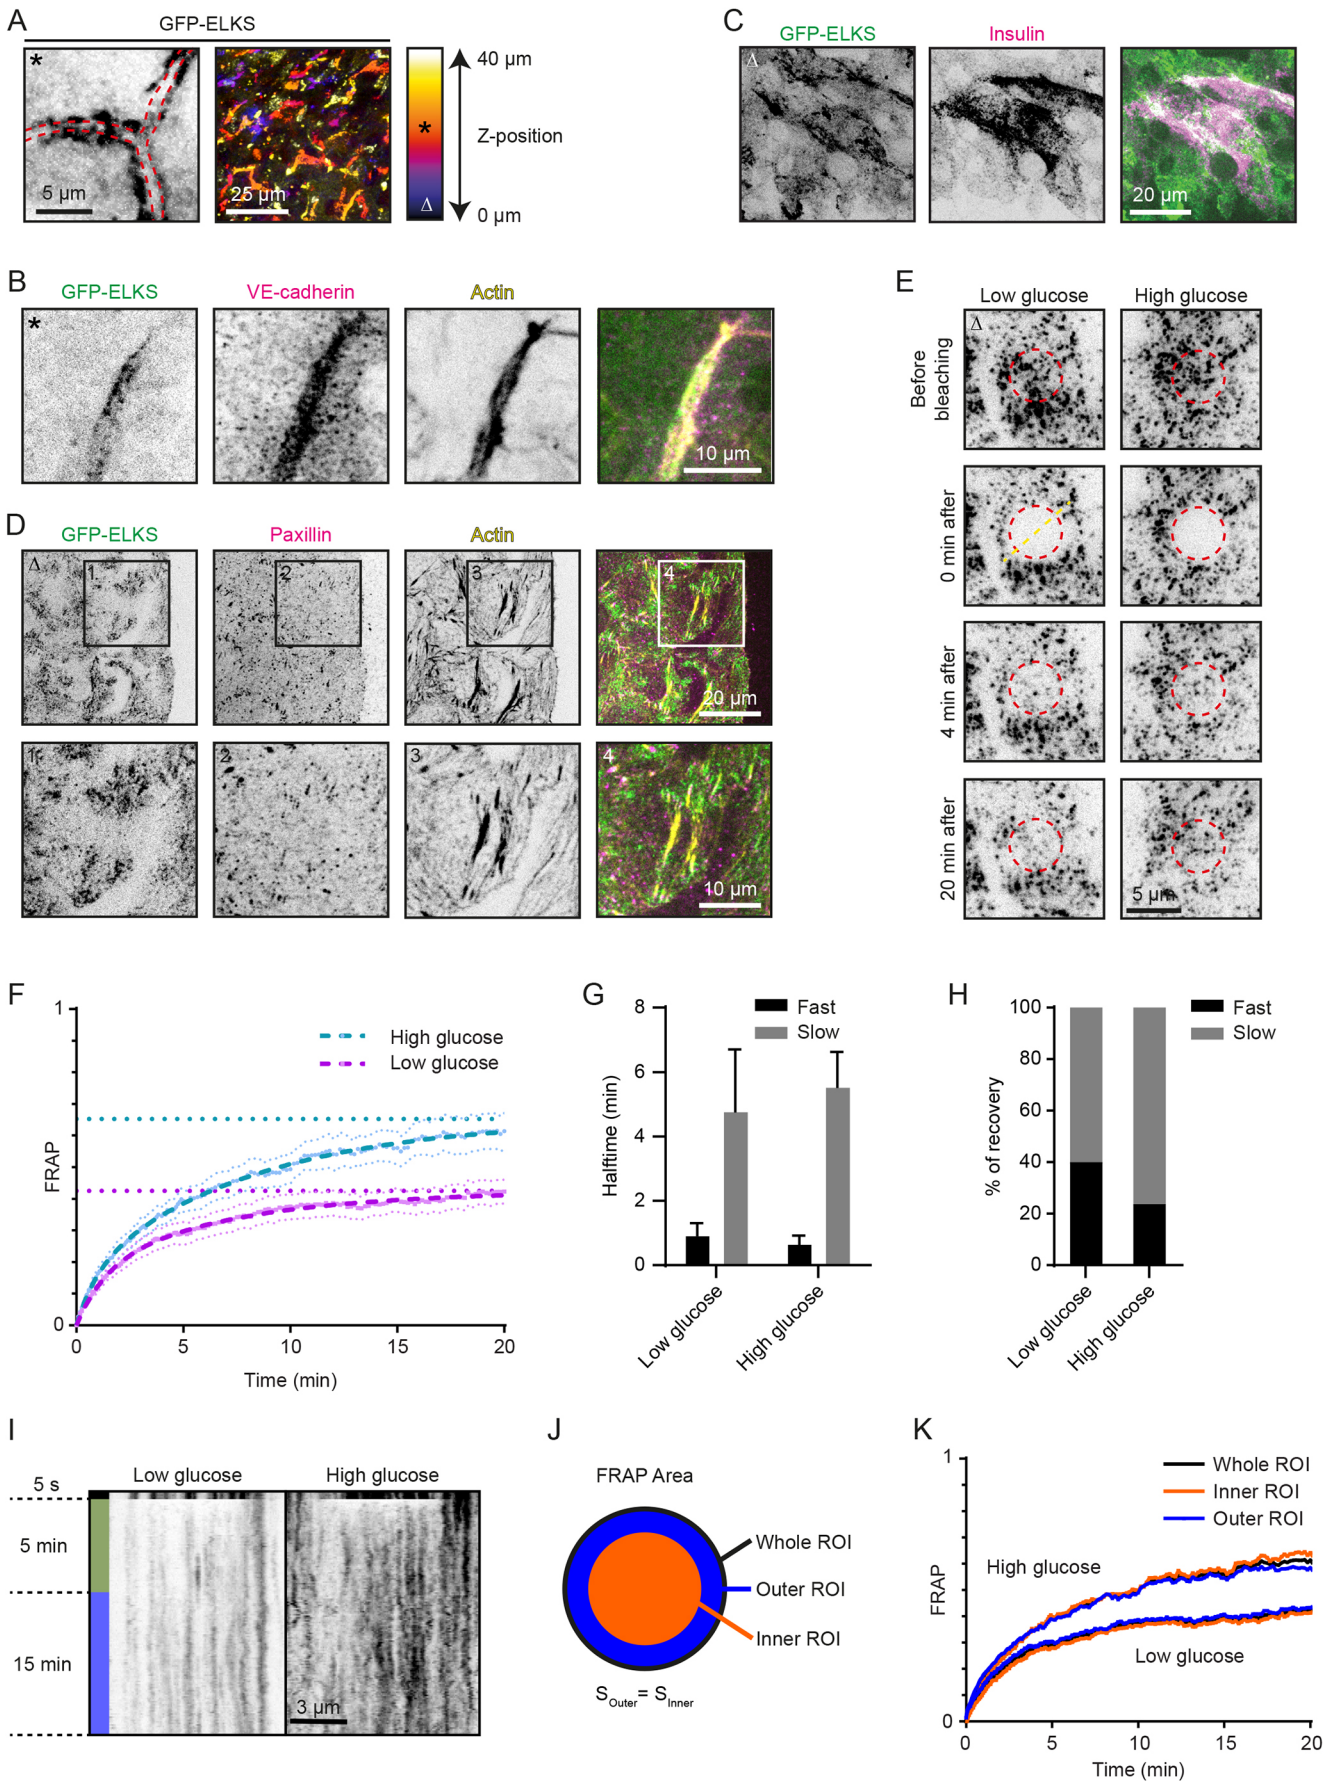 A
GFP-ELKS
*
5 µm
25 µm
*
Δ
40 µm
Z-position
0 µm
C
GFP-ELKS
Insulin
Δ
20 µm
B
GFP-ELKS
VE-cadherin
Actin
*
10 µm
D
GFP-ELKS
Paxillin
Actin
Δ
1
2
3
4
20 µm
1
2
3
4
10 µm
E
Low glucose
High glucose
Δ
Before
bleaching
0 min after
4 min after
20 min after
5 µm
F
1
0
FRAP
High glucose
Low glucose
0
5
10
15
20
Time (min)
G
8
6
4
2
0
Halftime (min)
Fast
Slow
Low glucose
High glucose
H
100
80
60
40
20
0
% of recovery
Fast
Slow
Low glucose
High glucose
I
Low glucose
High glucose
5 s
5 min
15 min
3 µm
J
FRAP Area
Whole ROI
Outer ROI
Inner ROI
S Outer = S Inner
K
1
0
FRAP
Whole ROI
Inner ROI
Outer ROI
High glucose
Low glucose
0
5
10
15
20
Time (min)